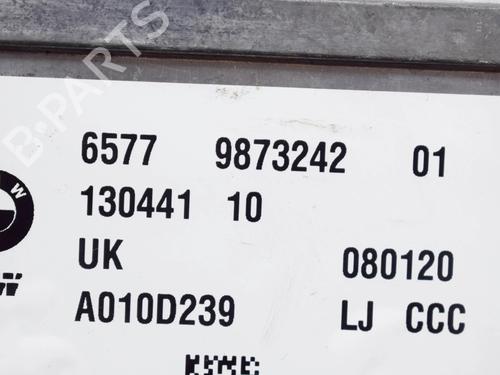 B-PARTS
6577 9873242 01
130441 10
W
UK 080120
A010D239 LJ CCC